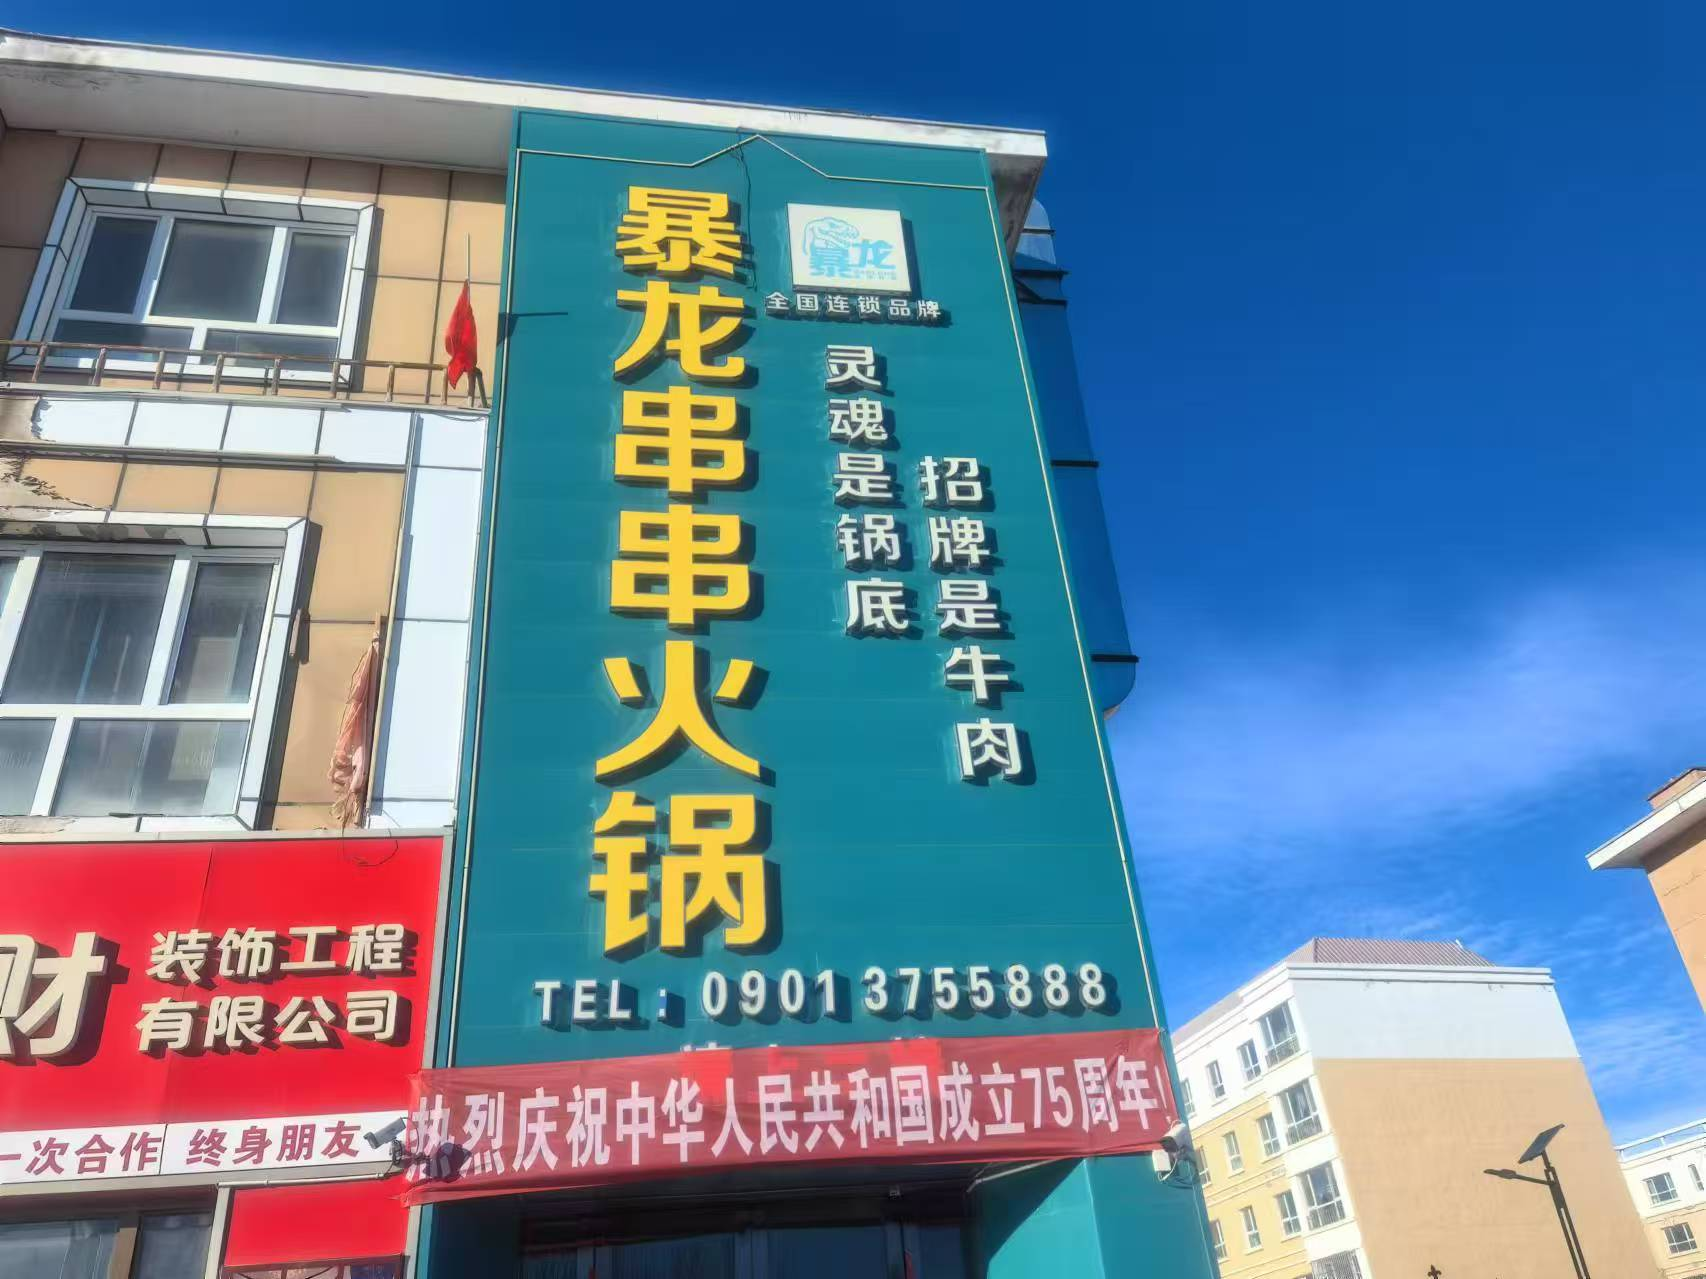 暴龙串串火锅
暴龙
全国连锁品牌
灵魂是锅底
招牌是牛肉
TEL：0901 3755888
热烈庆祝中华人民共和国成立75周年！
财
装饰工程
有限公司
一次合作 终身朋友